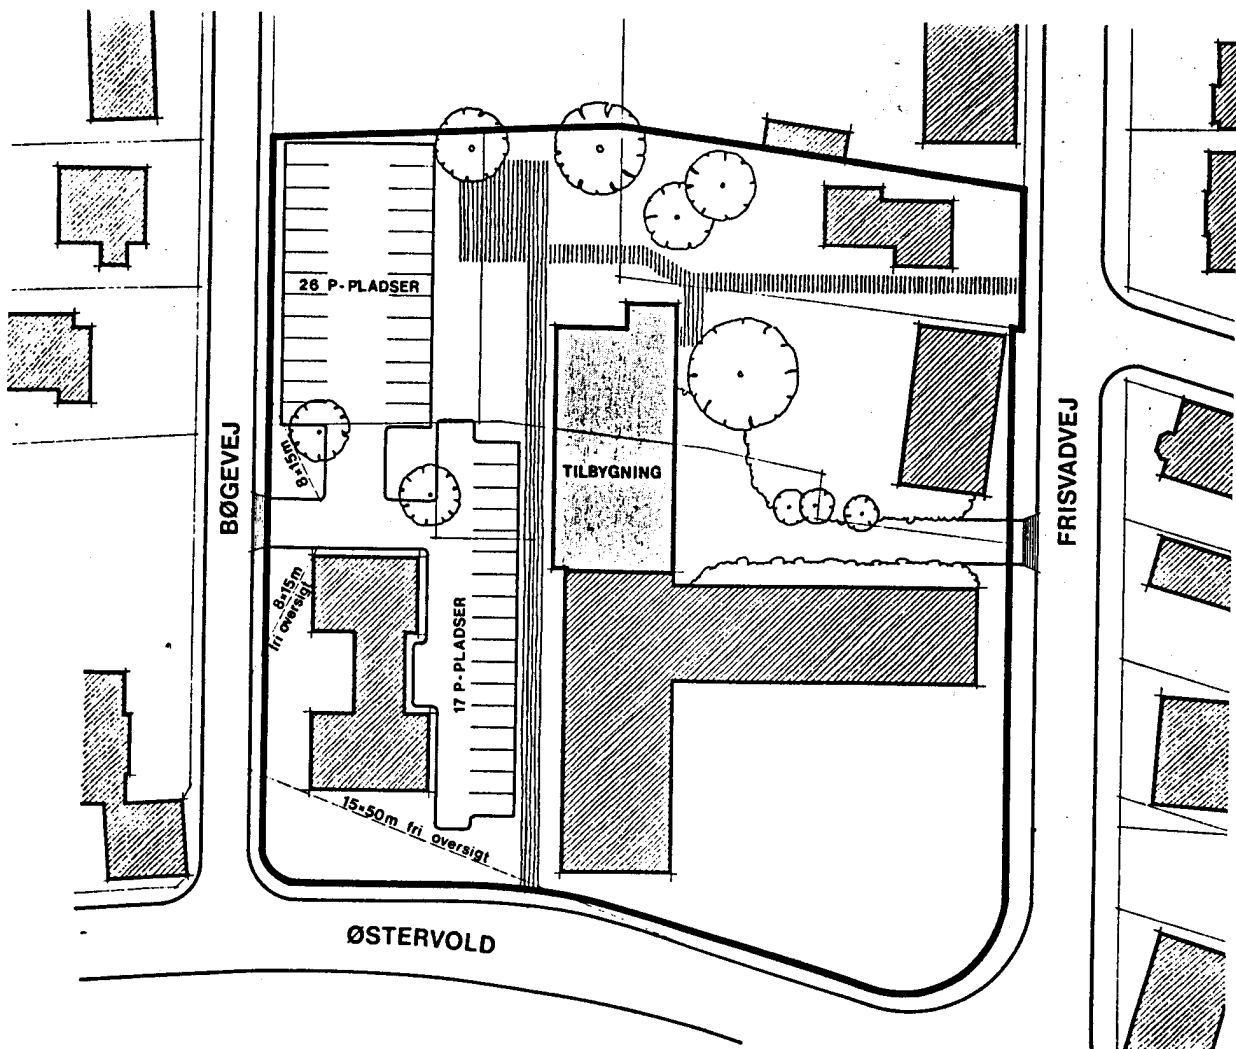 26 P-PLADSER
BØGEVEJ
8×15m
TILBYGNING
FRISVADVEJ
8×15m
fri oversigt
17 P-PLADSER
15×50m fri oversigt
ØSTERVOLD